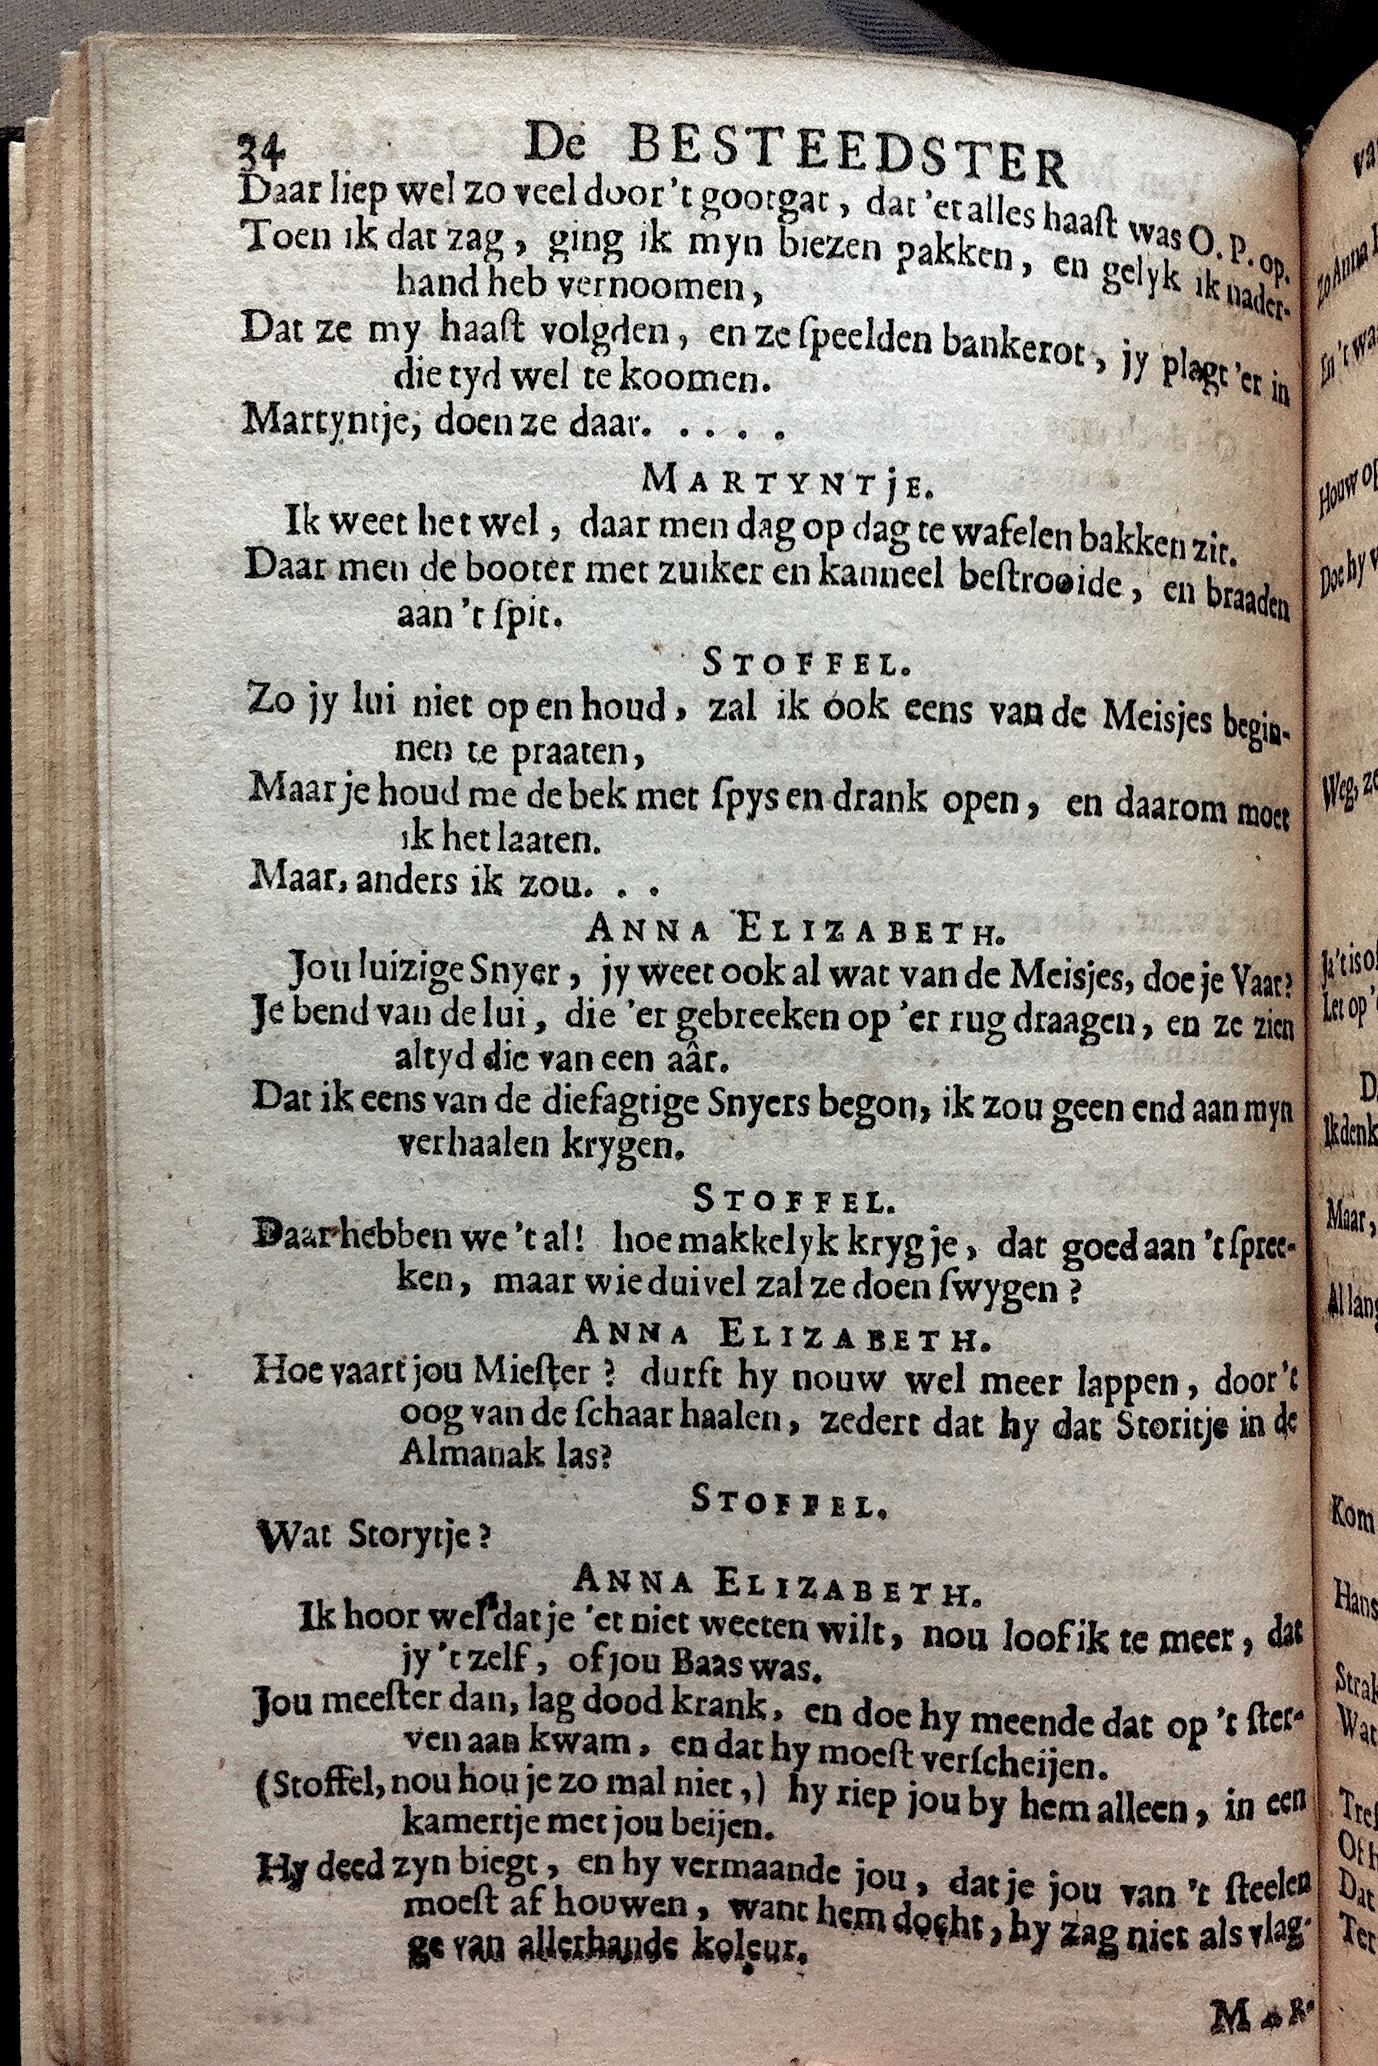 34 De BESTEEDSTER
Daar liep wel zo veel door 't gootgat, dat 'et alles haaſt was O. P. op.
Toen ik dat zag, ging ik myn biezen pakken, en gelyk ik nader-
hand heb vernoomen,
Dat ze my haaſt volgden, en ze ſpeelden bankerot, jy plagt 'er in
die tyd wel te koomen.
Martyntje, doen ze daar. . . . .
MARTYNTJE.
Ik weet het wel, daar men dag op dag te wafelen bakken zit.
Daar men de booter met zuiker en kanneel beſtrooide, en braaden
aan 't ſpit.
STOFFEL.
Zo jy lui niet op en houd, zal ik ook eens van de Meisjes begin-
nen te praaten,
Maar je houd me de bek met ſpys en drank open, en daarom moet
ik het laaten.
Maar, anders ik zou. . .
ANNA ELIZABETH.
Jou luizige Snyer, jy weet ook al wat van de Meisjes, doe je Vaar?
Je bend van de lui, die 'er gebreeken op 'er rug draagen, en ze zien
altyd die van een aâr.
Dat ik eens van de diefagtige Snyers begon, ik zou geen end aan myn
verhaalen krygen.
STOFFEL.
Daar hebben we 't al! hoe makkelyk kryg je, dat goed aan 't ſpree-
ken, maar wie duivel zal ze doen ſwygen?
ANNA ELIZABETH.
Hoe vaart jou Mieſter? durft hy nouw wel meer lappen, door 't
oog van de ſchaar haalen, zedert dat hy dat Storitje in de
Almanak las?
STOFFEL.
Wat Storytje?
ANNA ELIZABETH.
Ik hoor wel dat je 'et niet weeten wilt, nou loof ik te meer, dat
jy 't zelf, of jou Baas was.
Jou meeſter dan, lag dood krank, en doe hy meende dat op 't ſter-
ven aan kwam, en dat hy moeſt verſcheijen.
(Stoffel, nou hou je zo mal niet,) hy riep jou by hem alleen, in een
kamertje met jou beijen.
Hy deed zyn biegt, en hy vermaande jou, dat je jou van 't ſteelen
moeſt af houwen, want hem docht, hy zag niet als vlag-
ge van allerhande koleur.
MAR-